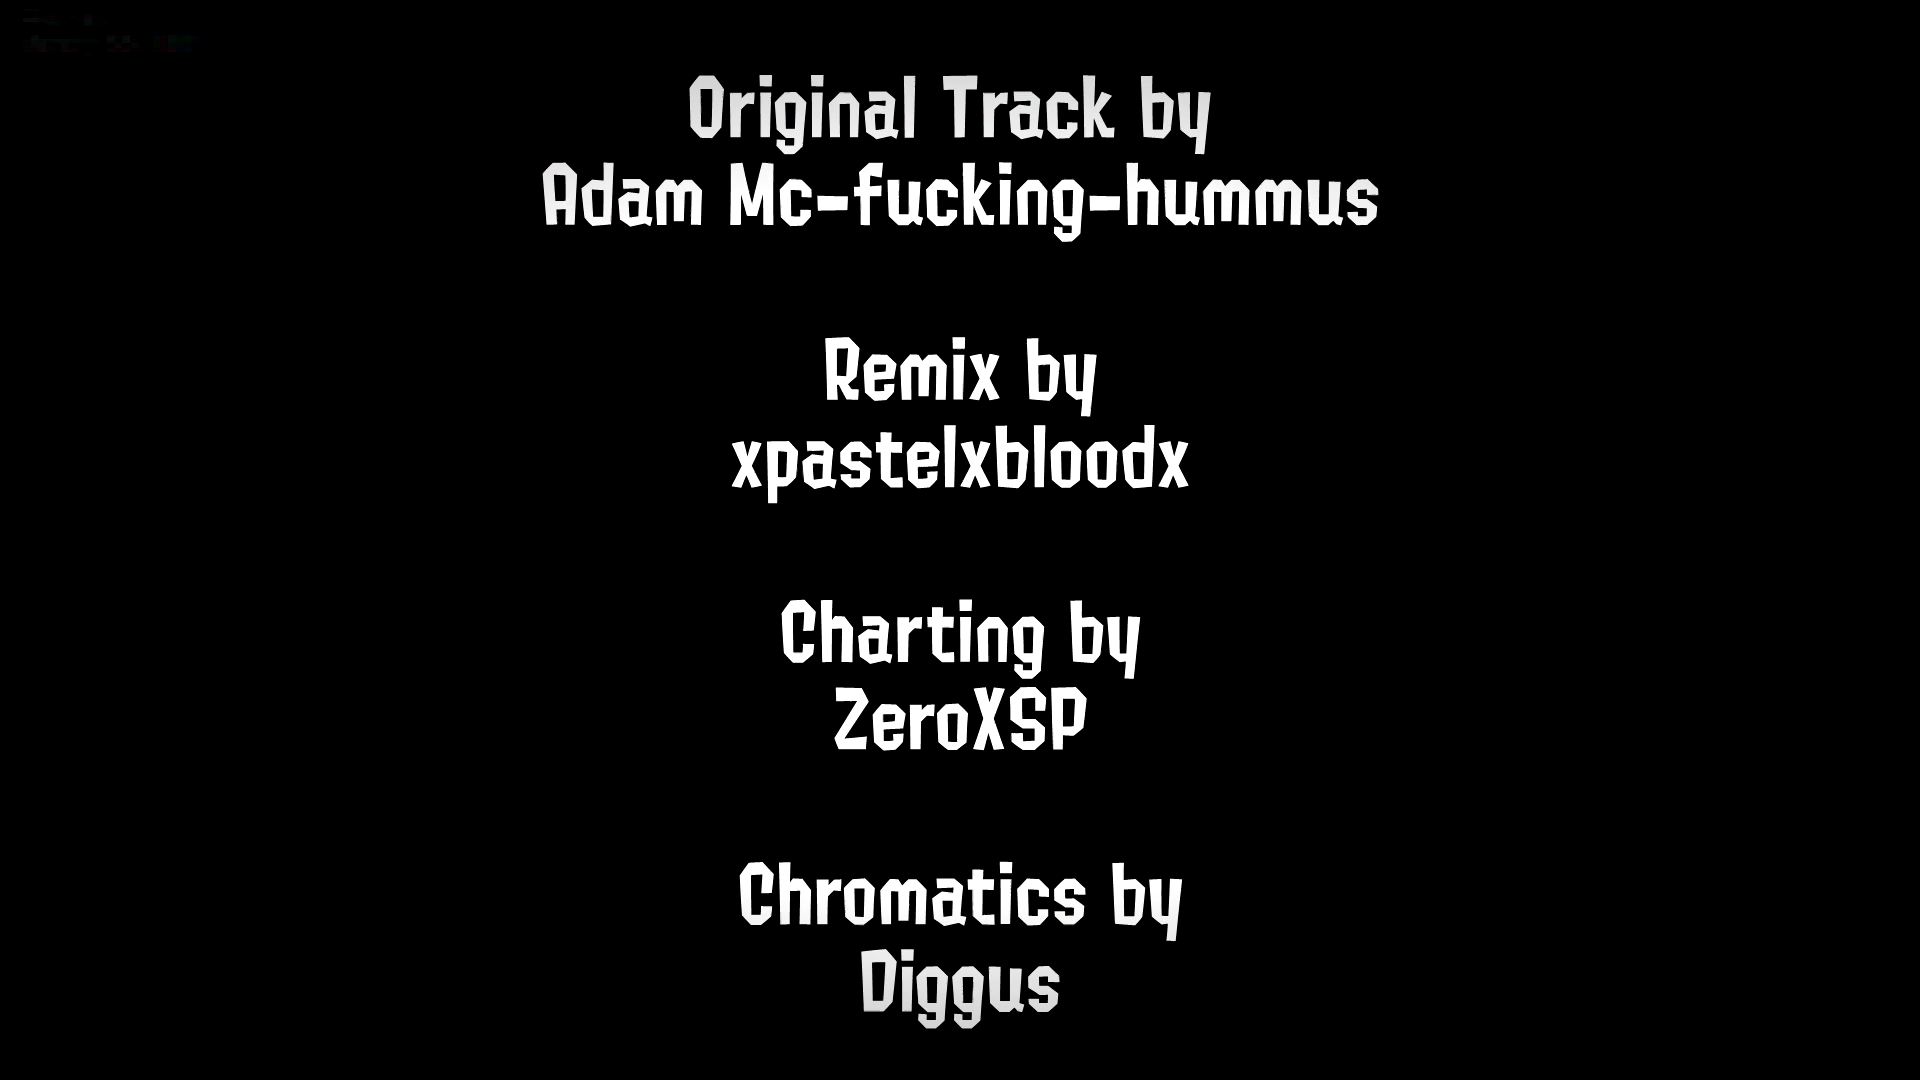 Original Track by
Adam Mc-fucking-hummus
Remix by
xpastelxbloodx
Charting by
ZeroXSP
Chromatics by
Diggus